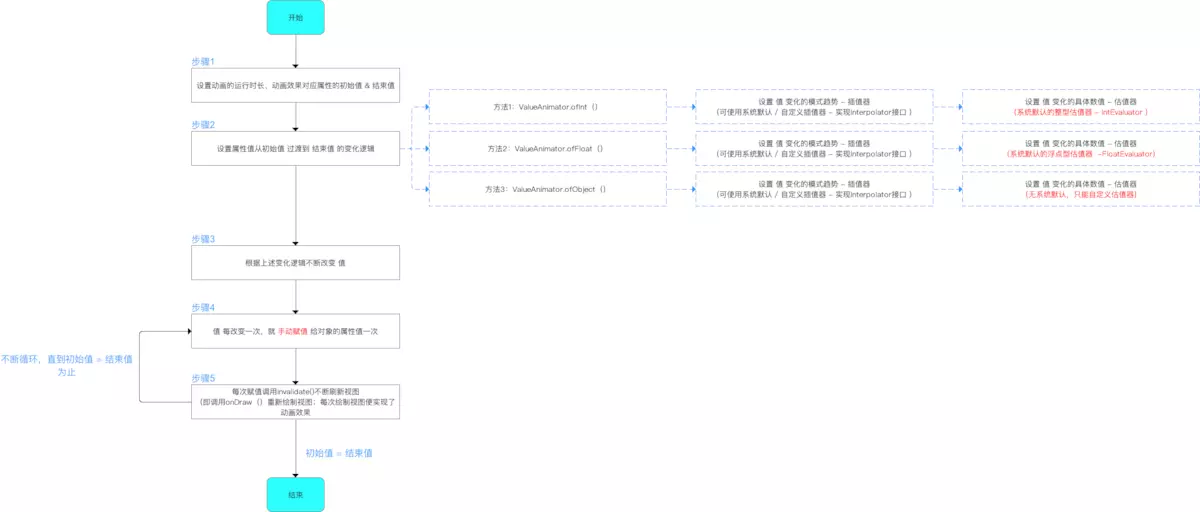 开始
步骤1
设置动画的运行时长、动画效果对应属性的初始值 & 结束值
步骤2
设置属性值从初始值 过渡到 结束值 的变化逻辑
方法1：ValueAnimator.ofInt（）
设置 值 变化的模式趋势 - 插值器
（可使用系统默认 / 自定义插值器 - 实现Interpolator接口 ）
设置 值 变化的具体数值 - 估值器
（系统默认的整型估值器 - IntEvaluator ）
方法2：ValueAnimator.ofFloat（）
设置 值 变化的模式趋势 - 插值器
（可使用系统默认 / 自定义插值器 - 实现Interpolator接口 ）
设置 值 变化的具体数值 - 估值器
（系统默认的浮点型估值器 -FloatEvaluator）
方法3：ValueAnimator.ofObject（）
设置 值 变化的模式趋势 - 插值器
（可使用系统默认 / 自定义插值器 - 实现Interpolator接口 ）
设置 值 变化的具体数值 - 估值器
（无系统默认，只能自定义估值器）
步骤3
根据上述变化逻辑不断改变 值
步骤4
值 每改变一次，就 手动赋值 给对象的属性值一次
不断循环，直到初始值 = 结束值
为止
步骤5
每次赋值调用invalidate()不断刷新视图
（即调用onDraw（）重新绘制视图；每次绘制视图便实现了
动画效果
初始值 = 结束值
结束